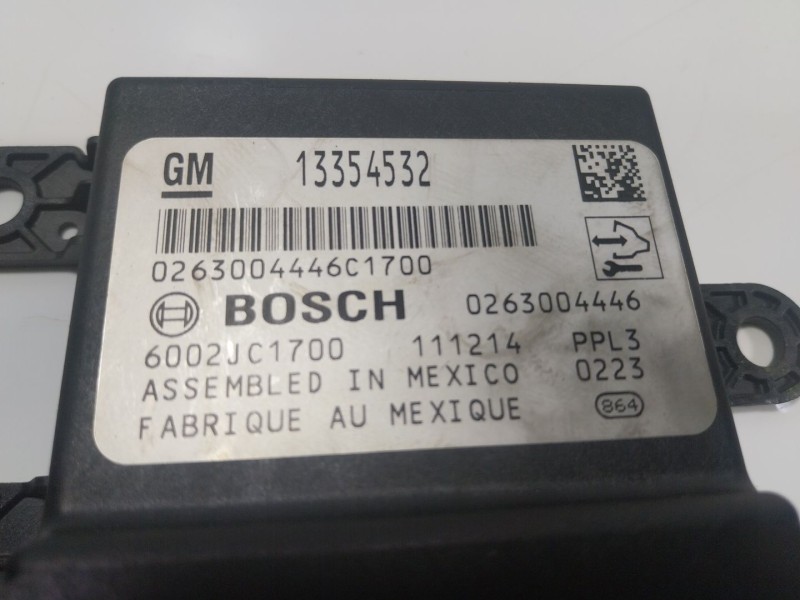 GM 13354532
0263004446C1700
BOSCH 0263004446
6002JC1700 111214 PPL3
ASSEMBLED IN MEXICO 0223
FABRIQUE AU MEXIQUE 864